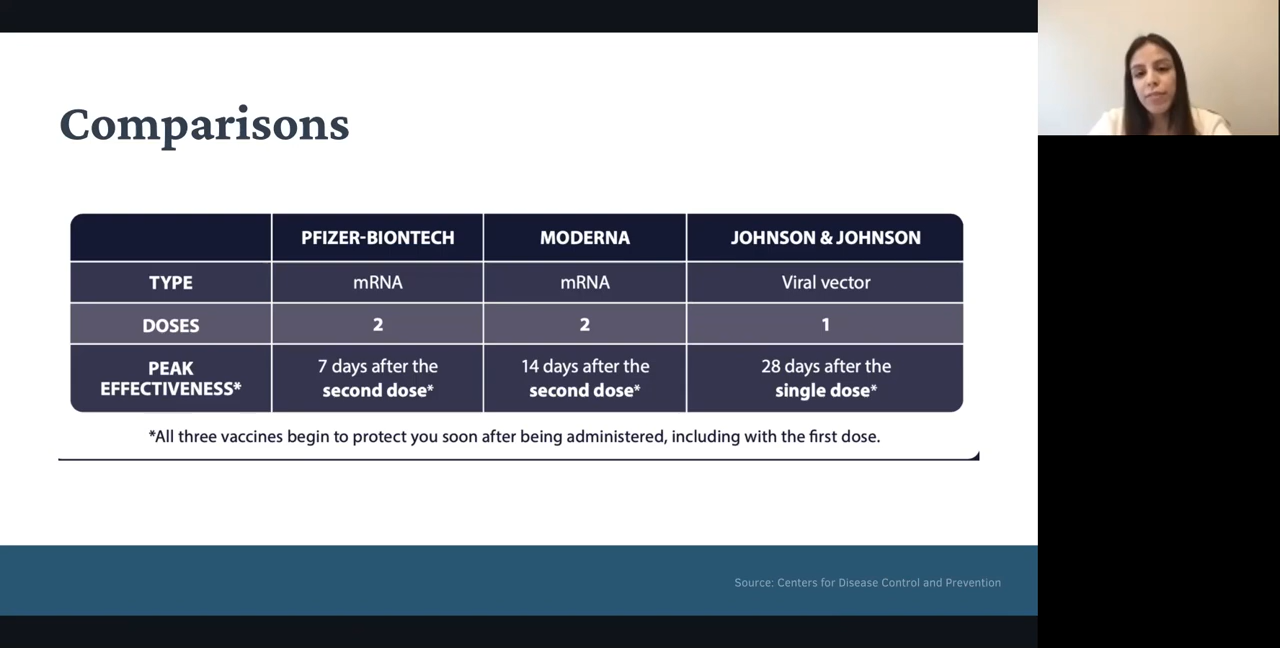 Comparisons
PFIZER-BIONTECH MODERNA JOHNSON & JOHNSON
TYPE mRNA mRNA Viral vector
DOSES 2 2 1
PEAK EFFECTIVENESS* 7 days after the second dose* 14 days after the second dose* 28 days after the single dose*
*All three vaccines begin to protect you soon after being administered, including with the first dose.
Source: Centers for Disease Control and Prevention